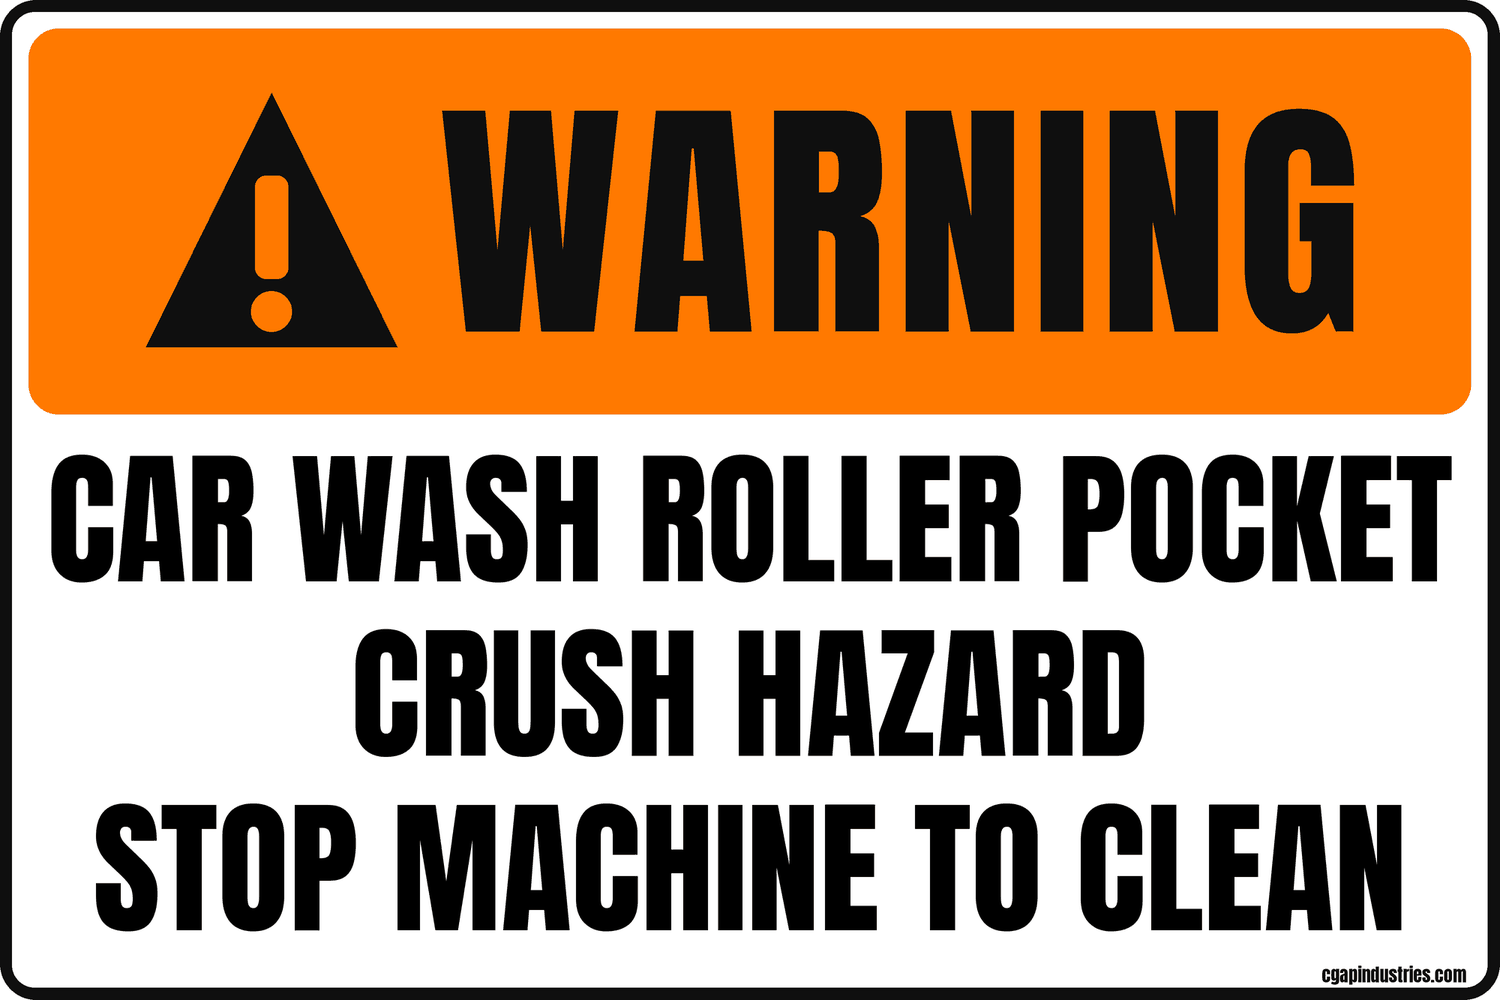 WARNING
CAR WASH ROLLER POCKET
CRUSH HAZARD
STOP MACHINE TO CLEAN
cgapindustries.com